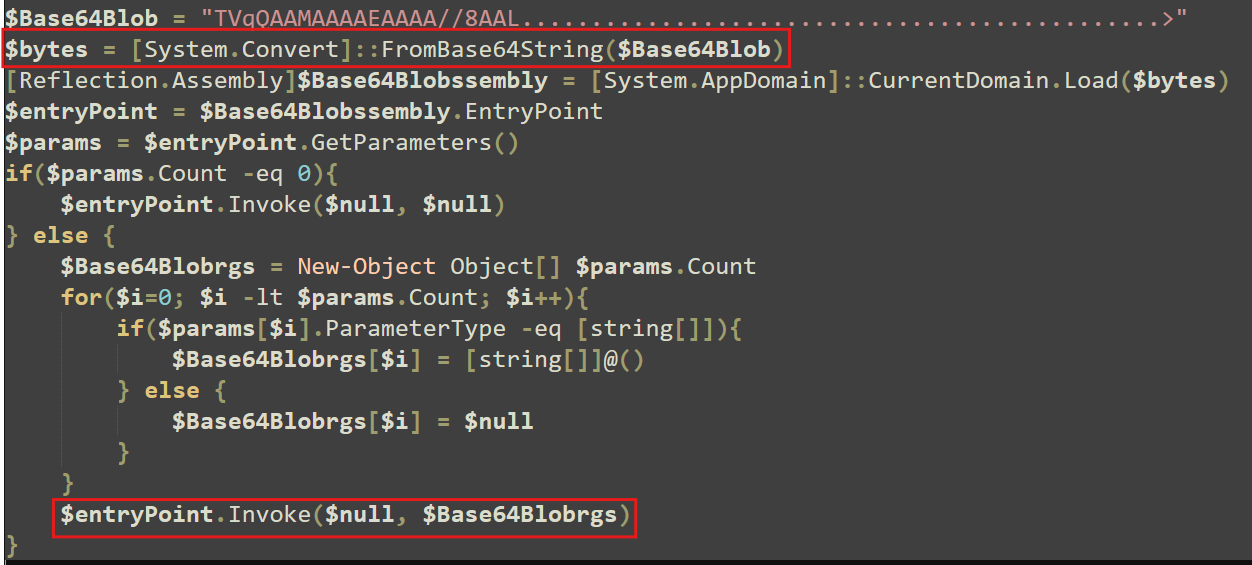 $Base64Blob = "TVqQAAMAAAAEAAAA//8AAL...............................................>"
$bytes = [System.Convert]::FromBase64String($Base64Blob)
[Reflection.Assembly]$Base64Blobssembly = [System.AppDomain]::CurrentDomain.Load($bytes)
$entryPoint = $Base64Blobssembly.EntryPoint
$params = $entryPoint.GetParameters()
if($params.Count -eq 0){
    $entryPoint.Invoke($null, $null)
} else {
    $Base64Blobrgs = New-Object Object[] $params.Count
    for($i=0; $i -lt $params.Count; $i++){
        if($params[$i].ParameterType -eq [string[]]){
            $Base64Blobrgs[$i] = [string[]]@()
        } else {
            $Base64Blobrgs[$i] = $null
        }
    }
    $entryPoint.Invoke($null, $Base64Blobrgs)
}